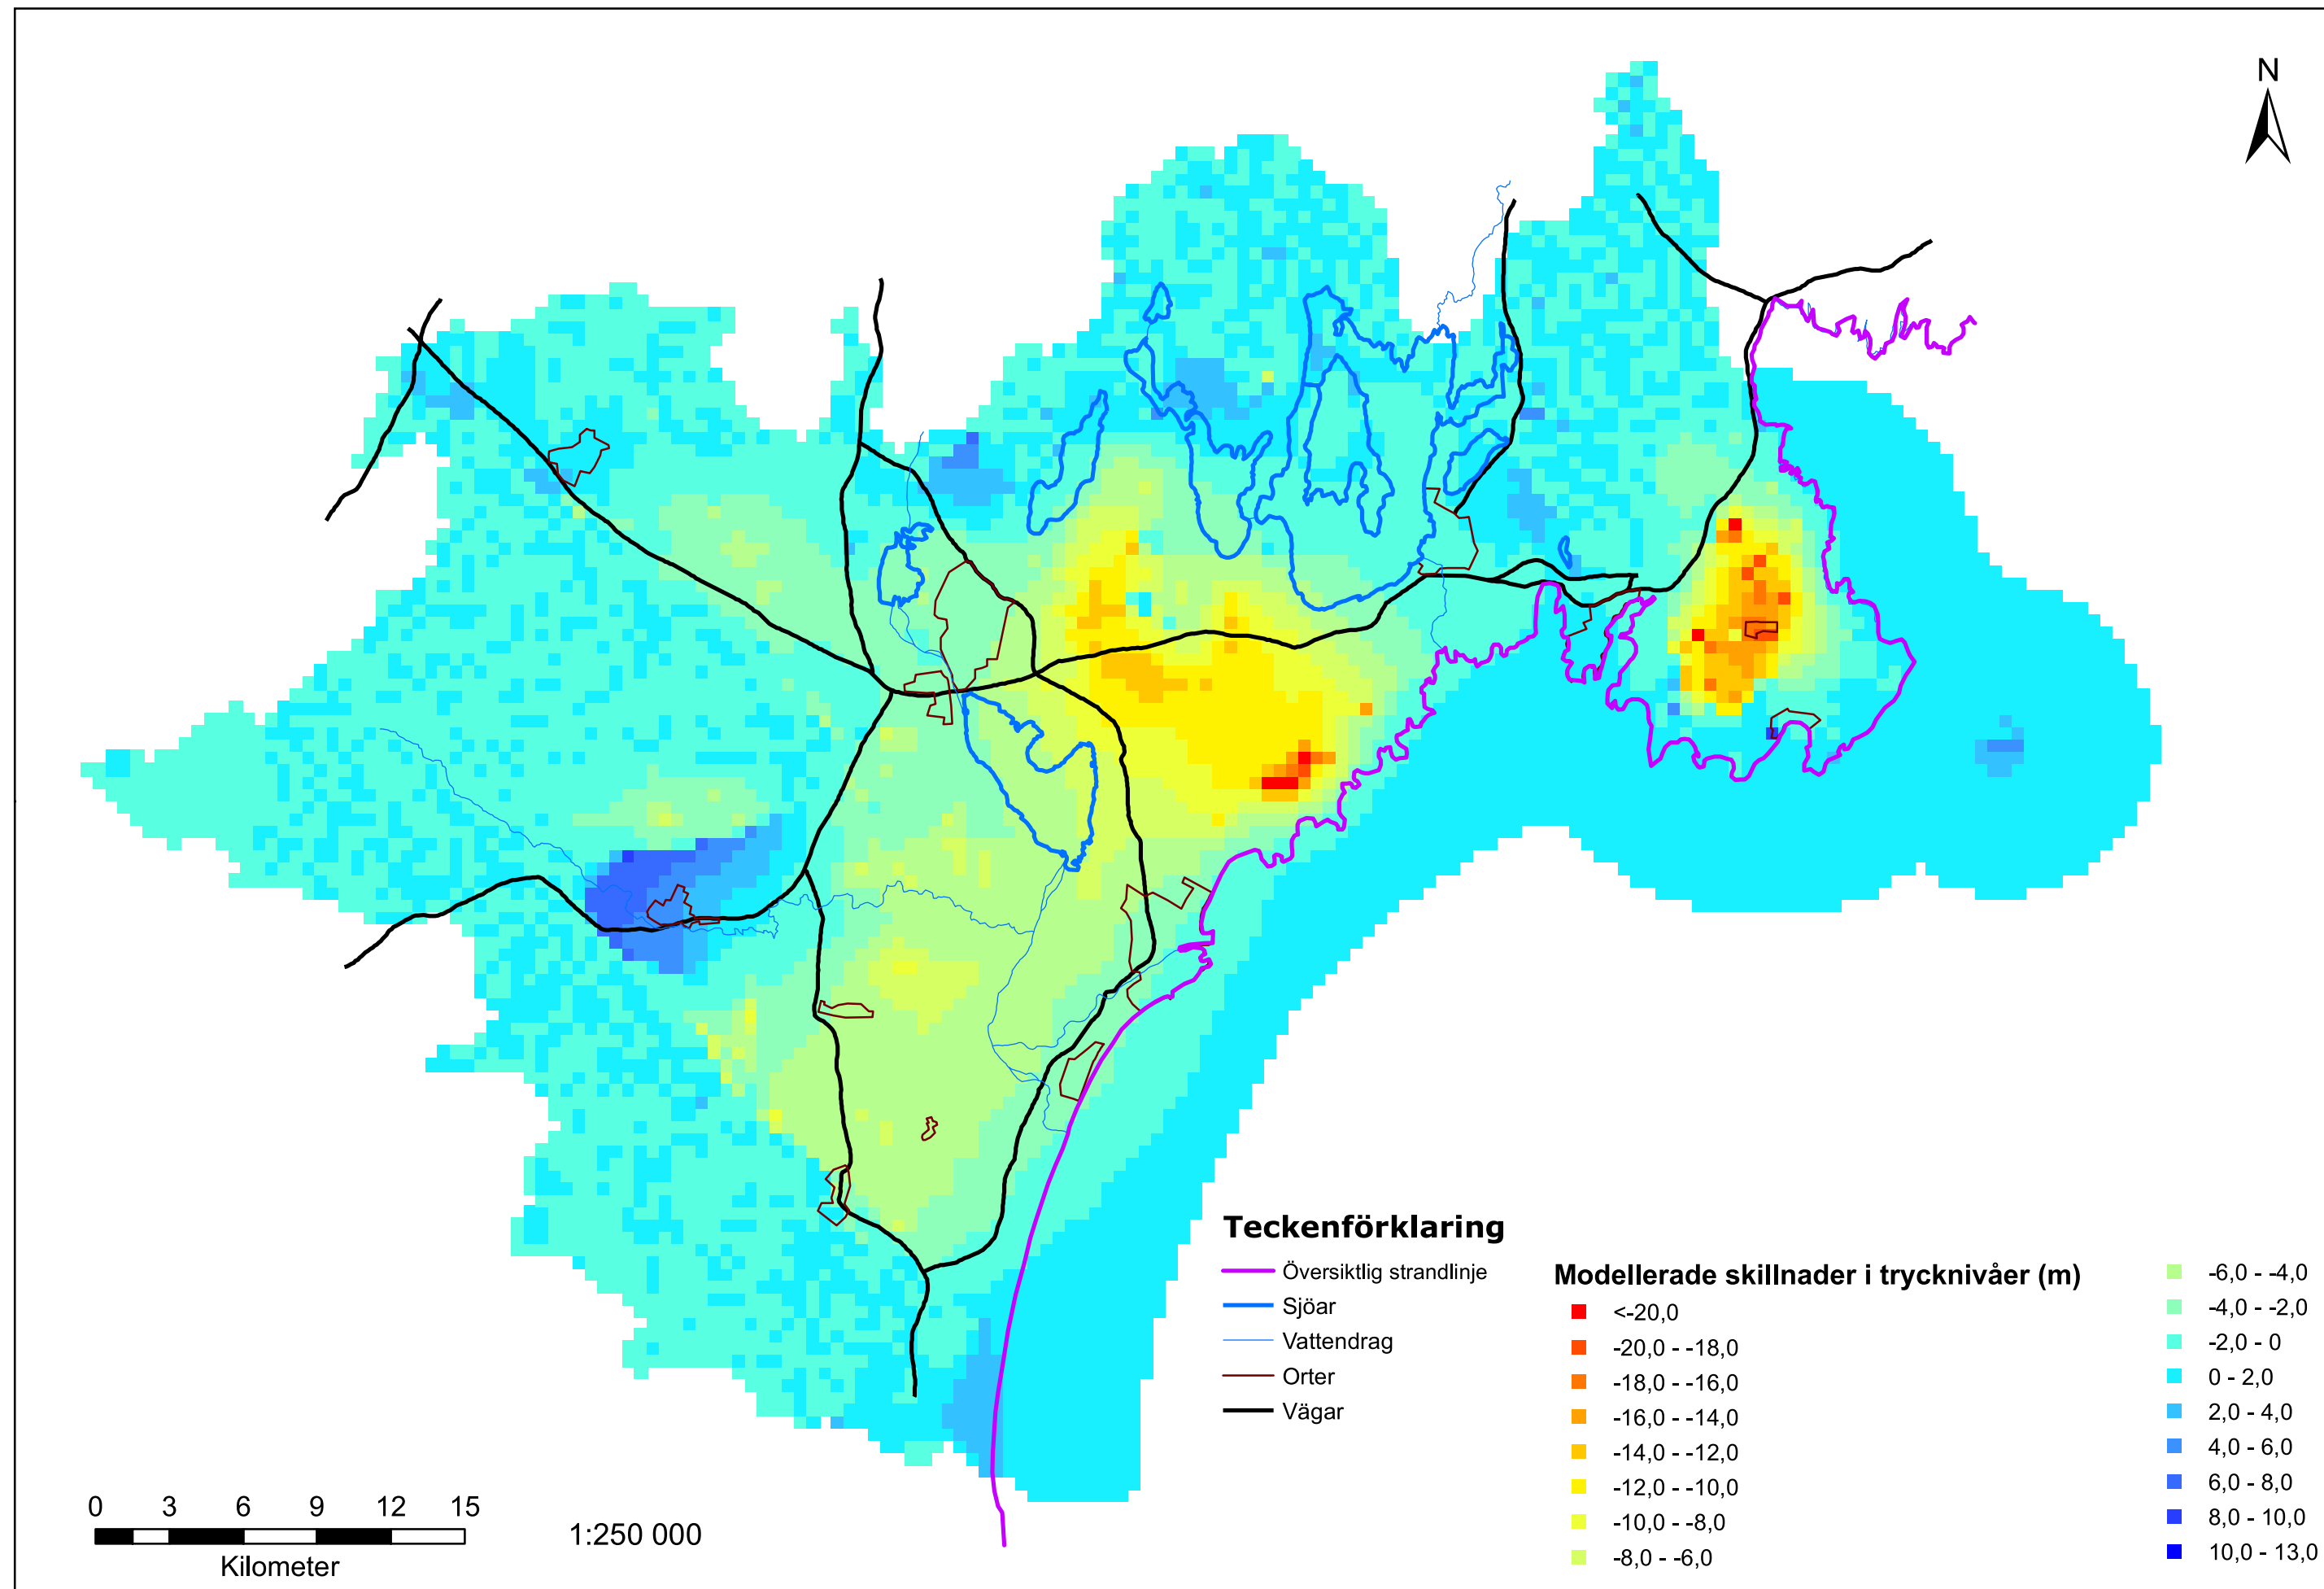 N
Teckenförklaring
Översiktlig strandlinje
Sjöar
Vattendrag
Orter
Vägar
Modellerade skillnader i trycknivåer (m)
<-20,0
-20,0 - -18,0
-18,0 - -16,0
-16,0 - -14,0
-14,0 - -12,0
-12,0 - -10,0
-10,0 - -8,0
-8,0 - -6,0
-6,0 - -4,0
-4,0 - -2,0
-2,0 - 0
0 - 2,0
2,0 - 4,0
4,0 - 6,0
6,0 - 8,0
8,0 - 10,0
10,0 - 13,0
0 3 6 9 12 15
Kilometer
1:250 000